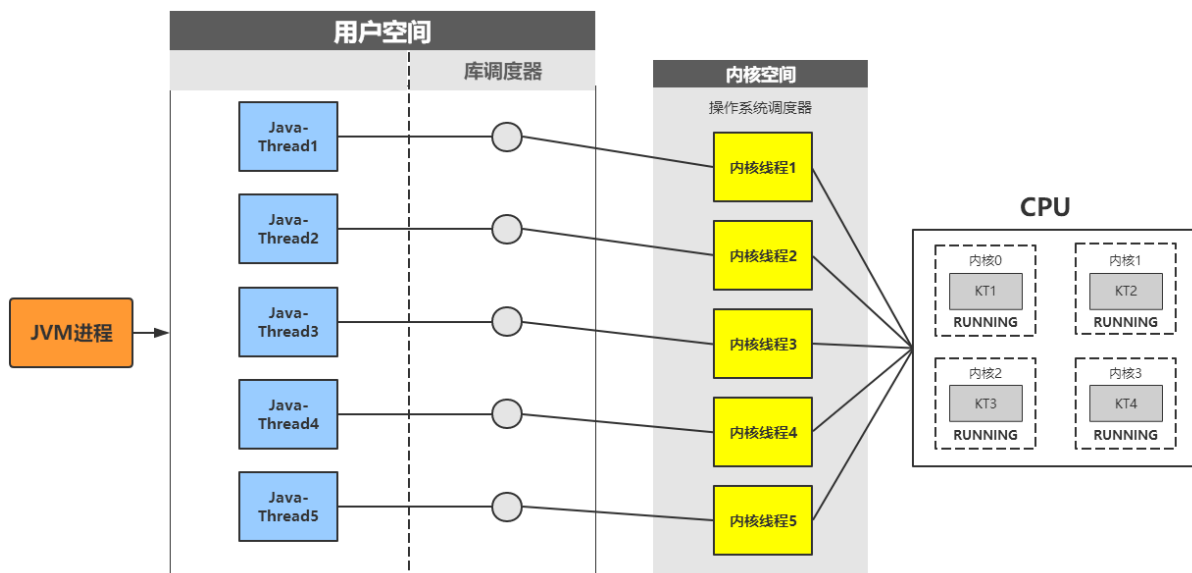 用户空间
库调度器
内核空间
操作系统调度器
JVM进程
Java-
Thread1
Java-
Thread2
Java-
Thread3
Java-
Thread4
Java-
Thread5
内核线程1
内核线程2
内核线程3
内核线程4
内核线程5
CPU
内核0
KT1
RUNNING
内核1
KT2
RUNNING
内核2
KT3
RUNNING
内核3
KT4
RUNNING